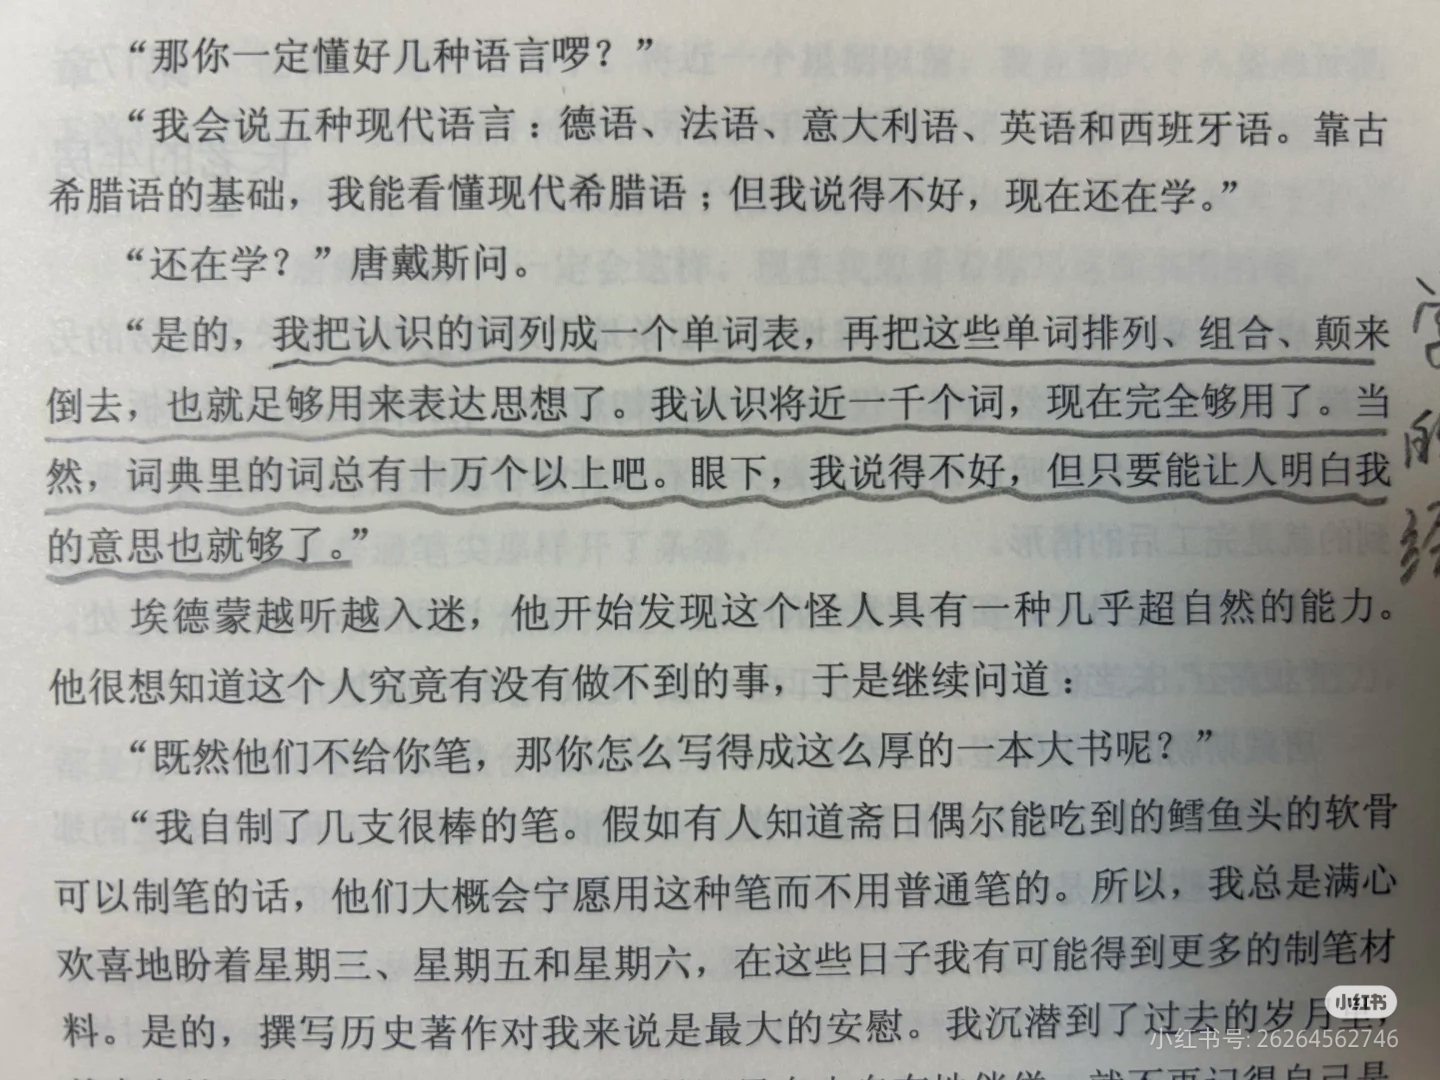 “那你一定懂好几种语言啰？”
“我会说五种现代语言：德语、法语、意大利语、英语和西班牙语。靠古
希腊语的基础，我能看懂现代希腊语；但我说得不好，现在还在学。”
“还在学？”唐戴斯问。
“是的，我把认识的词列成一个单词表，再把这些单词排列、组合、颠来
倒去，也就足够用来表达思想了。我认识将近一千个词，现在完全够用了。当
然，词典里的词总有十万个以上吧。眼下，我说得不好，但只要能让人明白我
的意思也就够了。”
埃德蒙越听越入迷，他开始发现这个怪人具有一种几乎超自然的能力。
他很想知道这个人究竟有没有做不到的事，于是继续问道：
“既然他们不给你笔，那你怎么写得成这么厚的一本大书呢？”
“我自制了几支很棒的笔。假如有人知道斋日偶尔能吃到的鳕鱼头的软骨
可以制笔的话，他们大概会宁愿用这种笔而不用普通笔的。所以，我总是满心
欢喜地盼着星期三、星期五和星期六，在这些日子我有可能得到更多的制笔材
料。是的，撰写历史著作对我来说是最大的安慰。我沉潜到了过去的岁月里，
就不再记得自己是
的
小红书
小红书号: 26264562746